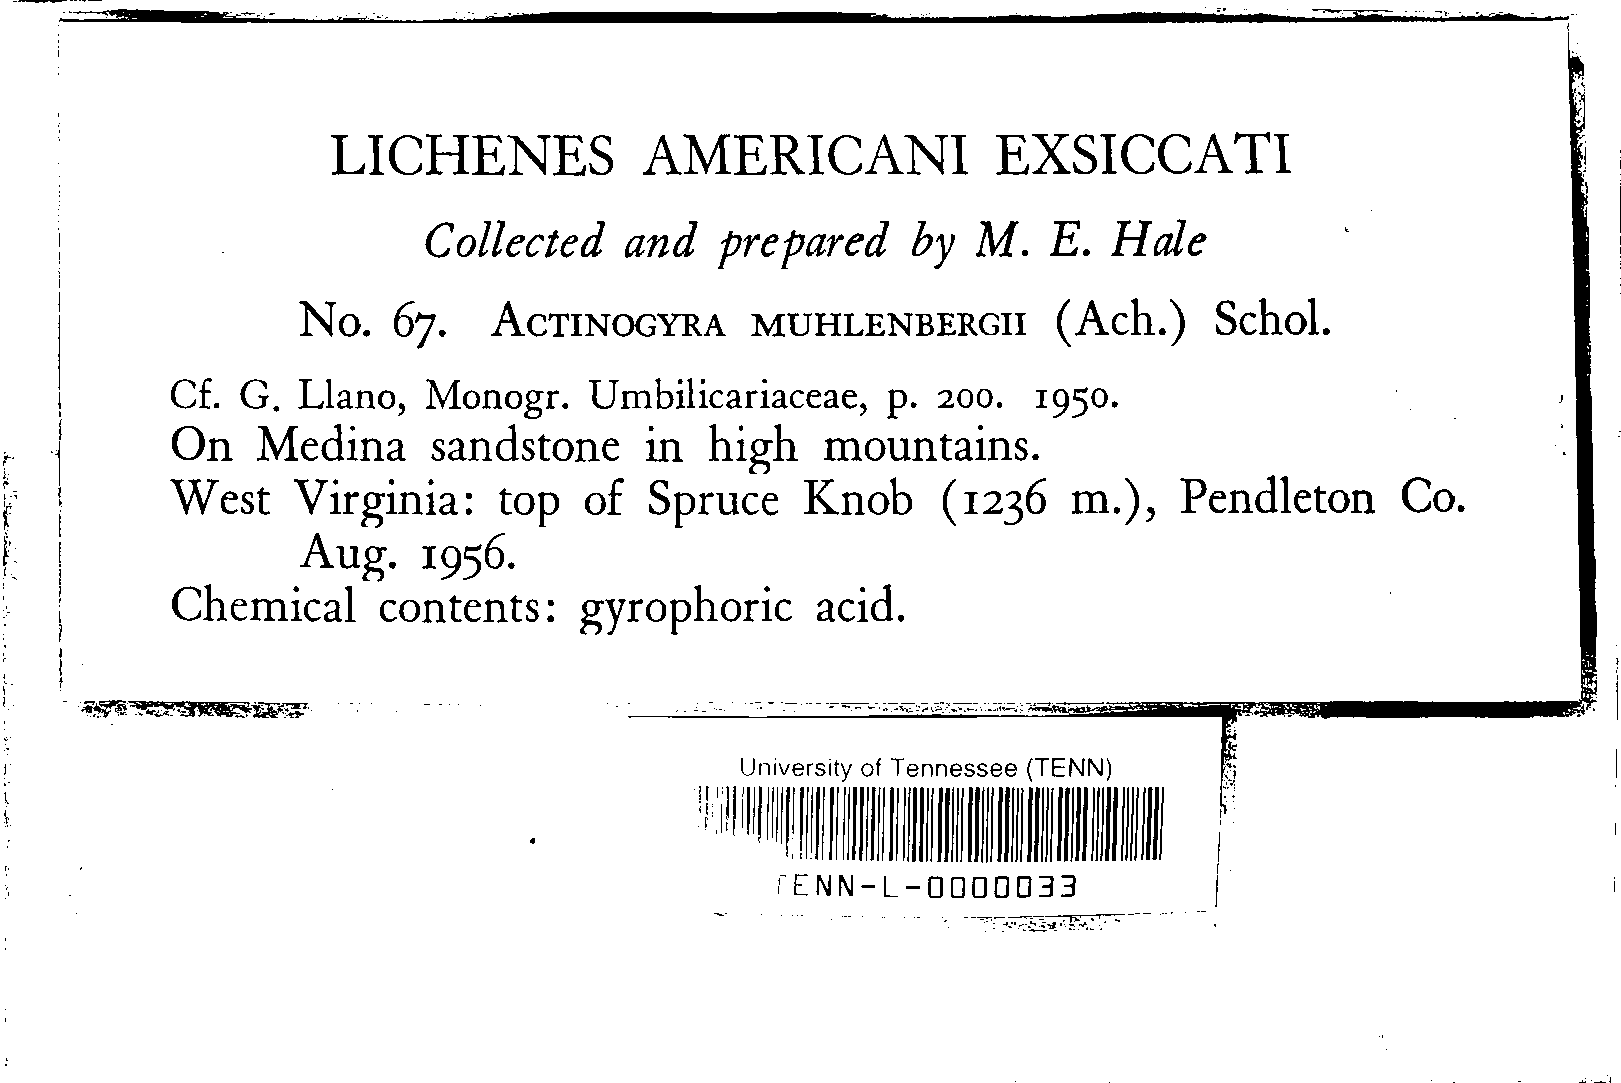 LICHENES AMERICANI EXSICCATI
Collected and prepared by M. E. Hale
No. 67. ACTINOGYRA MUHLENBERGII (Ach.) Schol.
Cf. G. Llano, Monogr. Umbilicariaceae, p. 200. 1950.
On Medina sandstone in high mountains.
West Virginia: top of Spruce Knob (1236 m.), Pendleton Co.
Aug. 1956.
Chemical contents: gyrophoric acid.
University of Tennessee (TENN)
TENN-L-0000033